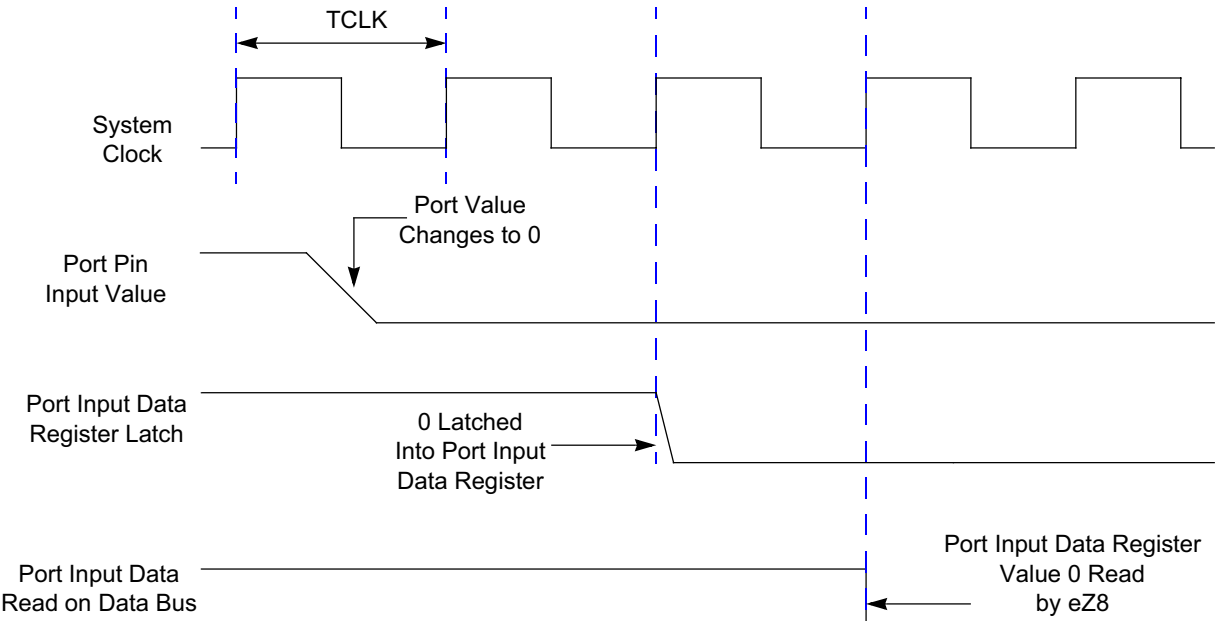 TCLK
System
Clock
Port Value
Changes to 0
Port Pin
Input Value
Port Input Data
Register Latch
0 Latched
Into Port Input
Data Register
Port Input Data Register
Value 0 Read
by eZ8
Port Input Data
Read on Data Bus